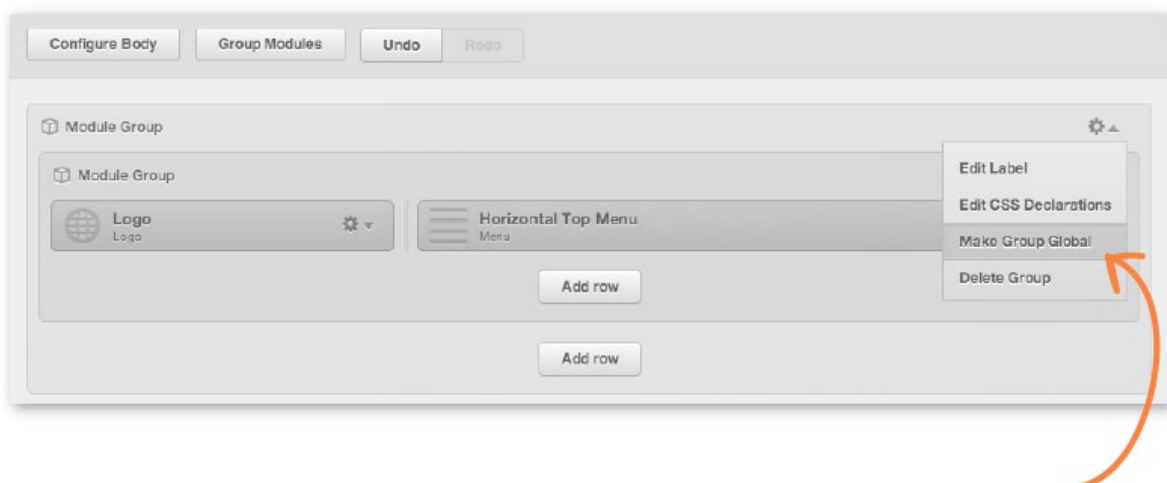 Configure Body Group Modules Undo Redo
Module Group
Module Group
Edit Label
Logo
Logo
Horizontal Top Menu
Menu
Edit CSS Declarations
Make Group Global
Delete Group
Add row
Add row